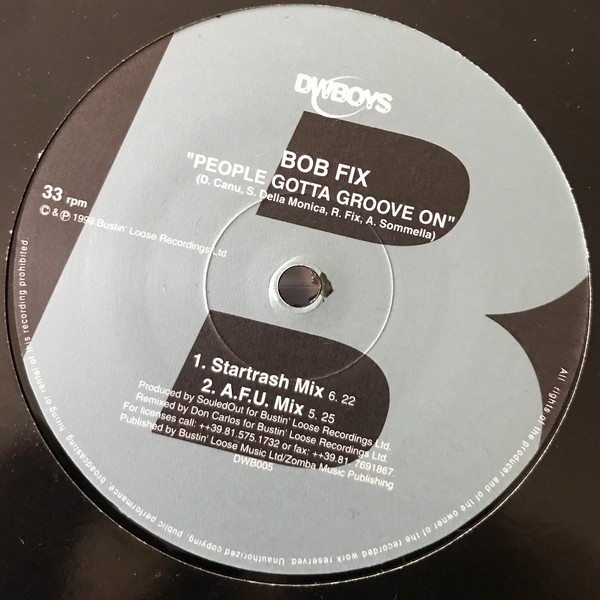 DWBOYS
BOB FIX
"PEOPLE GOTTA GROOVE ON"
(D. Canu, S. Della Monica, R. Fix, A. Sommella)
33 rpm
© & ℗ 1998 Bustin' Loose Recordings Ltd
1. Startrash Mix 6. 22
2. A.F.U. Mix 5. 25
Produced by SouledOut for Bustin' Loose Recordings Ltd.
Remixed by Don Carlos for Bustin' Loose Recordings Ltd.
For licenses call: ++39.81.575.1732 or fax: ++39.81. 7691867.
Published by Bustin' Loose Music Ltd/Zomba Music Publishing
DWB005
All rights of the producer and of the owner of the recorded work reserved. Unauthorized copying, public performance, broadcasting, hiring or rental of this recording prohibited.
B